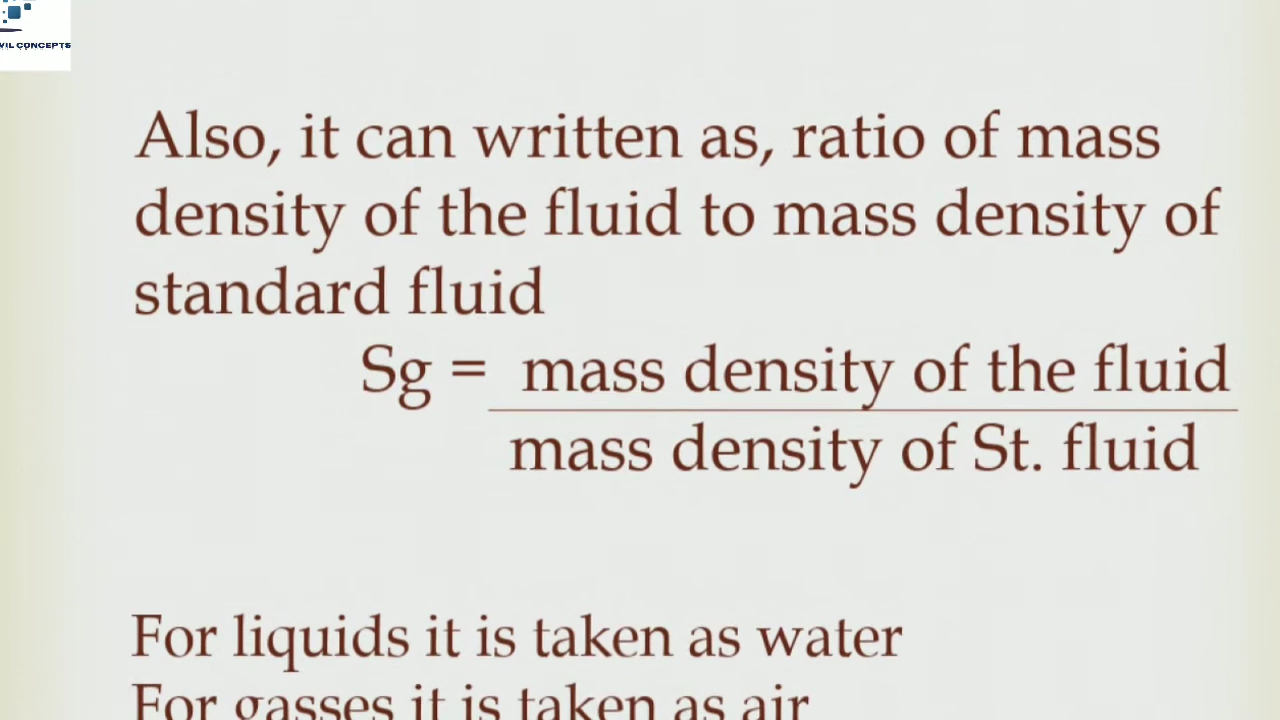 VIL CONCEPTS
Also, it can written as, ratio of mass
density of the fluid to mass density of
standard fluid
Sg = mass density of the fluid
mass density of St. fluid
For liquids it is taken as water
For gasses it is taken as air